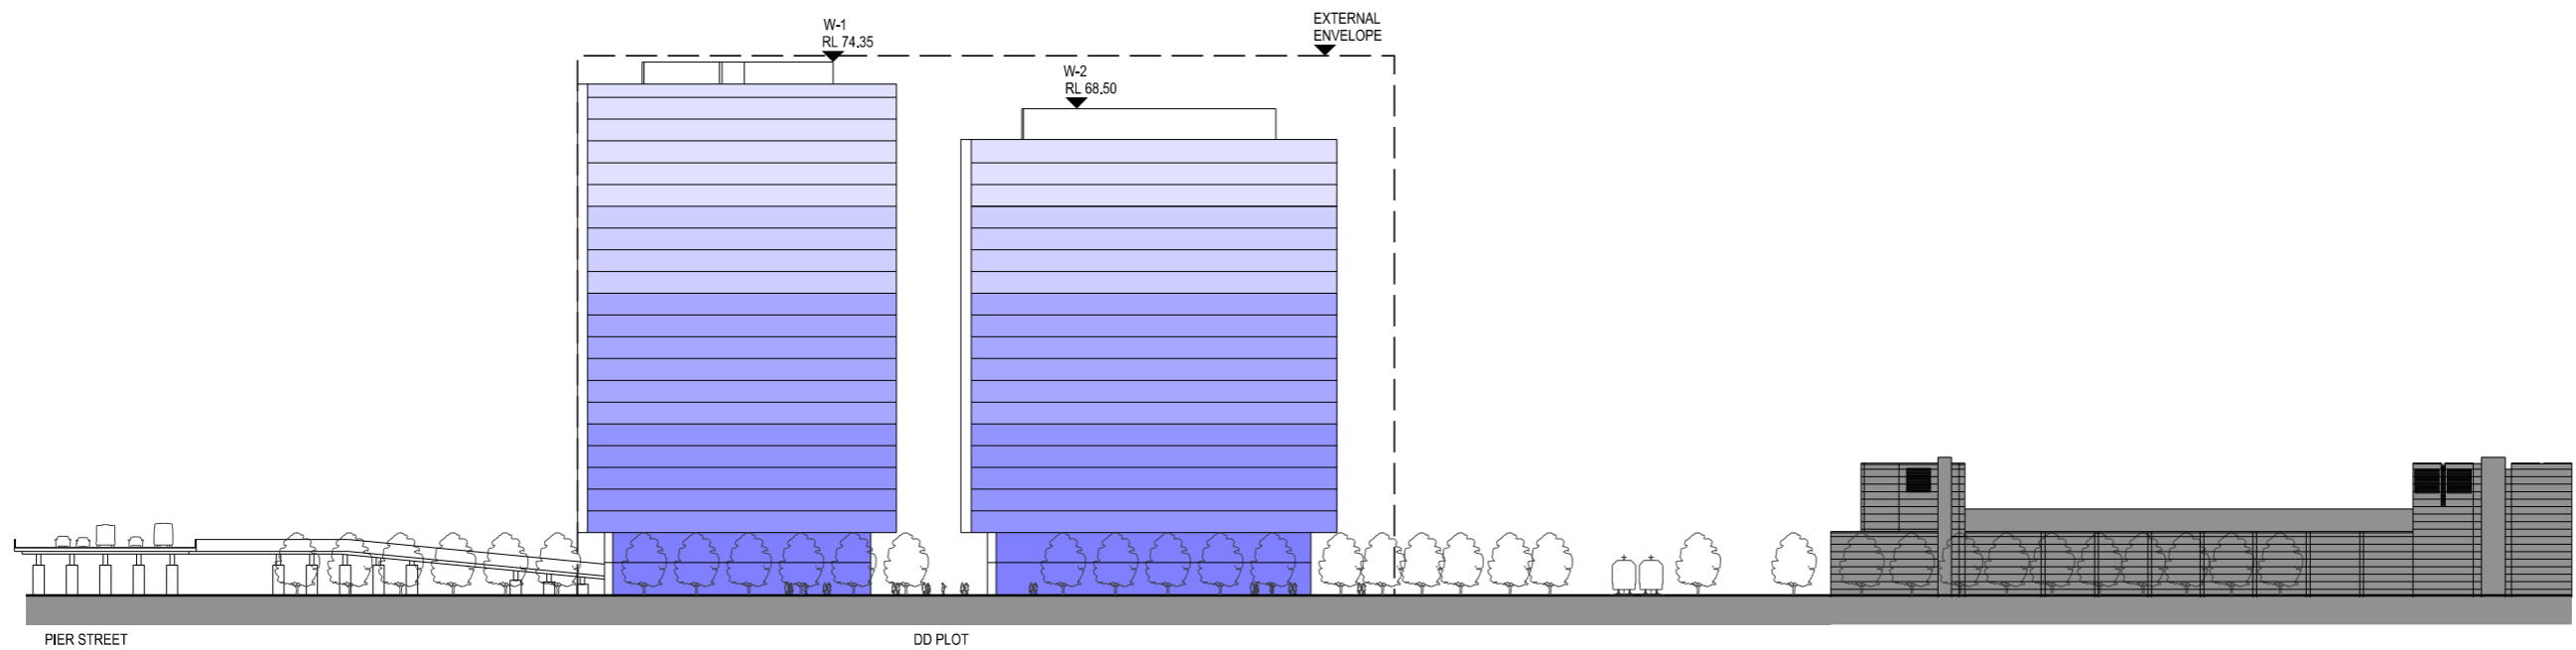 W-1
RL 74.35
EXTERNAL
ENVELOPE
W-2
RL 68.50
PIER STREET
DD PLOT